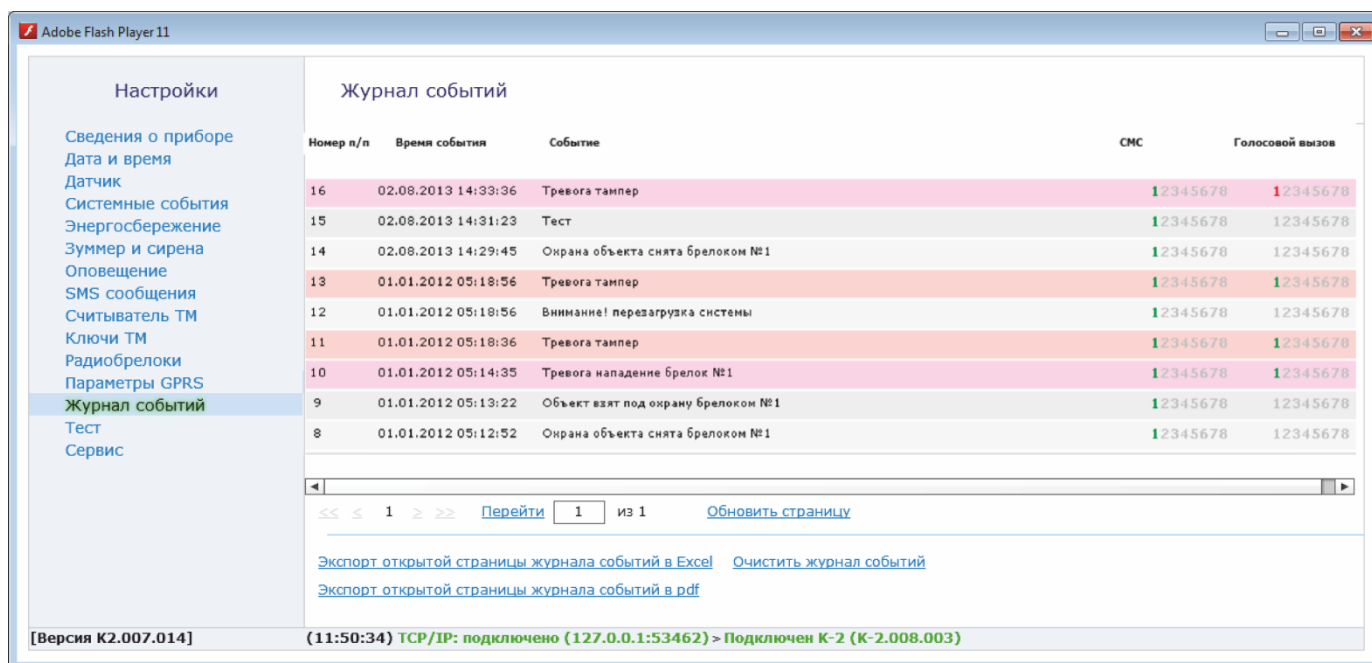 Adobe Flash Player 11
Настройки
Сведения о приборе
Дата и время
Датчик
Системные события
Энергосбережение
Зуммер и сирена
Оповещение
SMS сообщения
Считыватель ТМ
Ключи ТМ
Радиобрелоки
Параметры GPRS
Журнал событий
Тест
Сервис
Журнал событий
Номер п/п Время события Событие СМС Голосовой вызов
16 02.08.2013 14:33:36 Тревога тампер 12345678 12345678
15 02.08.2013 14:31:23 Тест 12345678 12345678
14 02.08.2013 14:29:45 Охрана объекта снята брелоком №1 12345678 12345678
13 01.01.2012 05:18:56 Тревога тампер 12345678 12345678
12 01.01.2012 05:18:56 Внимание! перезагрузка системы 12345678 12345678
11 01.01.2012 05:18:36 Тревога тампер 12345678 12345678
10 01.01.2012 05:14:35 Тревога нападение брелок №1 12345678 12345678
9 01.01.2012 05:13:22 Объект взят под охрану брелоком №1 12345678 12345678
8 01.01.2012 05:12:52 Охрана объекта снята брелоком №1 12345678 12345678
<< < 1 > >> Перейти 1 из 1 Обновить страницу
Экспорт открытой страницы журнала событий в Excel Очистить журнал событий
Экспорт открытой страницы журнала событий в pdf
[Версия K2.007.014] (11:50:34) TCP/IP: подключено (127.0.0.1:53462) > Подключен К-2 (K-2.008.003)